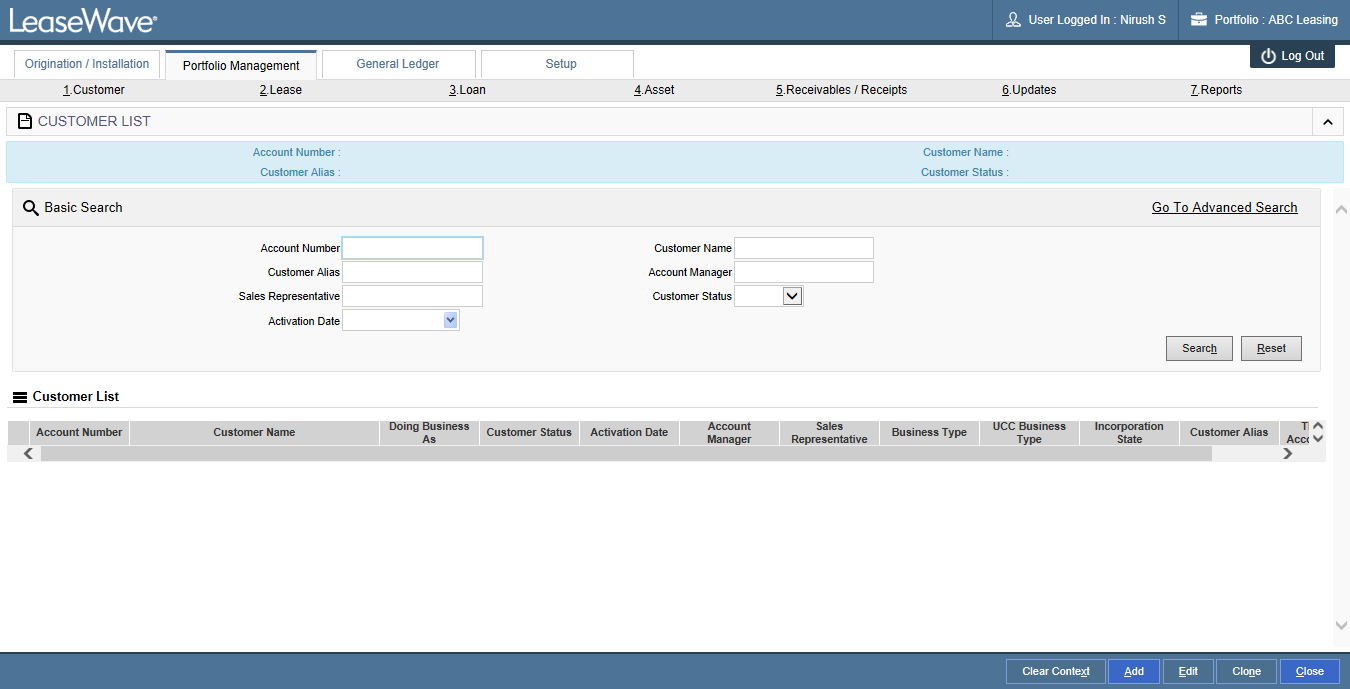 LeaseWave®
User Logged In : Nirush S
Portfolio : ABC Leasing
Log Out
Origination / Installation
Portfolio Management
General Ledger
Setup
1.Customer
2.Lease
3.Loan
4.Asset
5.Receivables / Receipts
6.Updates
7.Reports
CUSTOMER LIST
Account Number :
Customer Name :
Customer Alias :
Customer Status :
Basic Search
Go To Advanced Search
Account Number
Customer Name
Customer Alias
Account Manager
Sales Representative
Customer Status
Activation Date
Search
Reset
Customer List
Account Number
Customer Name
Doing Business
As
Customer Status
Activation Date
Account
Manager
Sales
Representative
Business Type
UCC Business
Type
Incorporation
State
Customer Alias
Clear Context
Add
Edit
Clone
Close